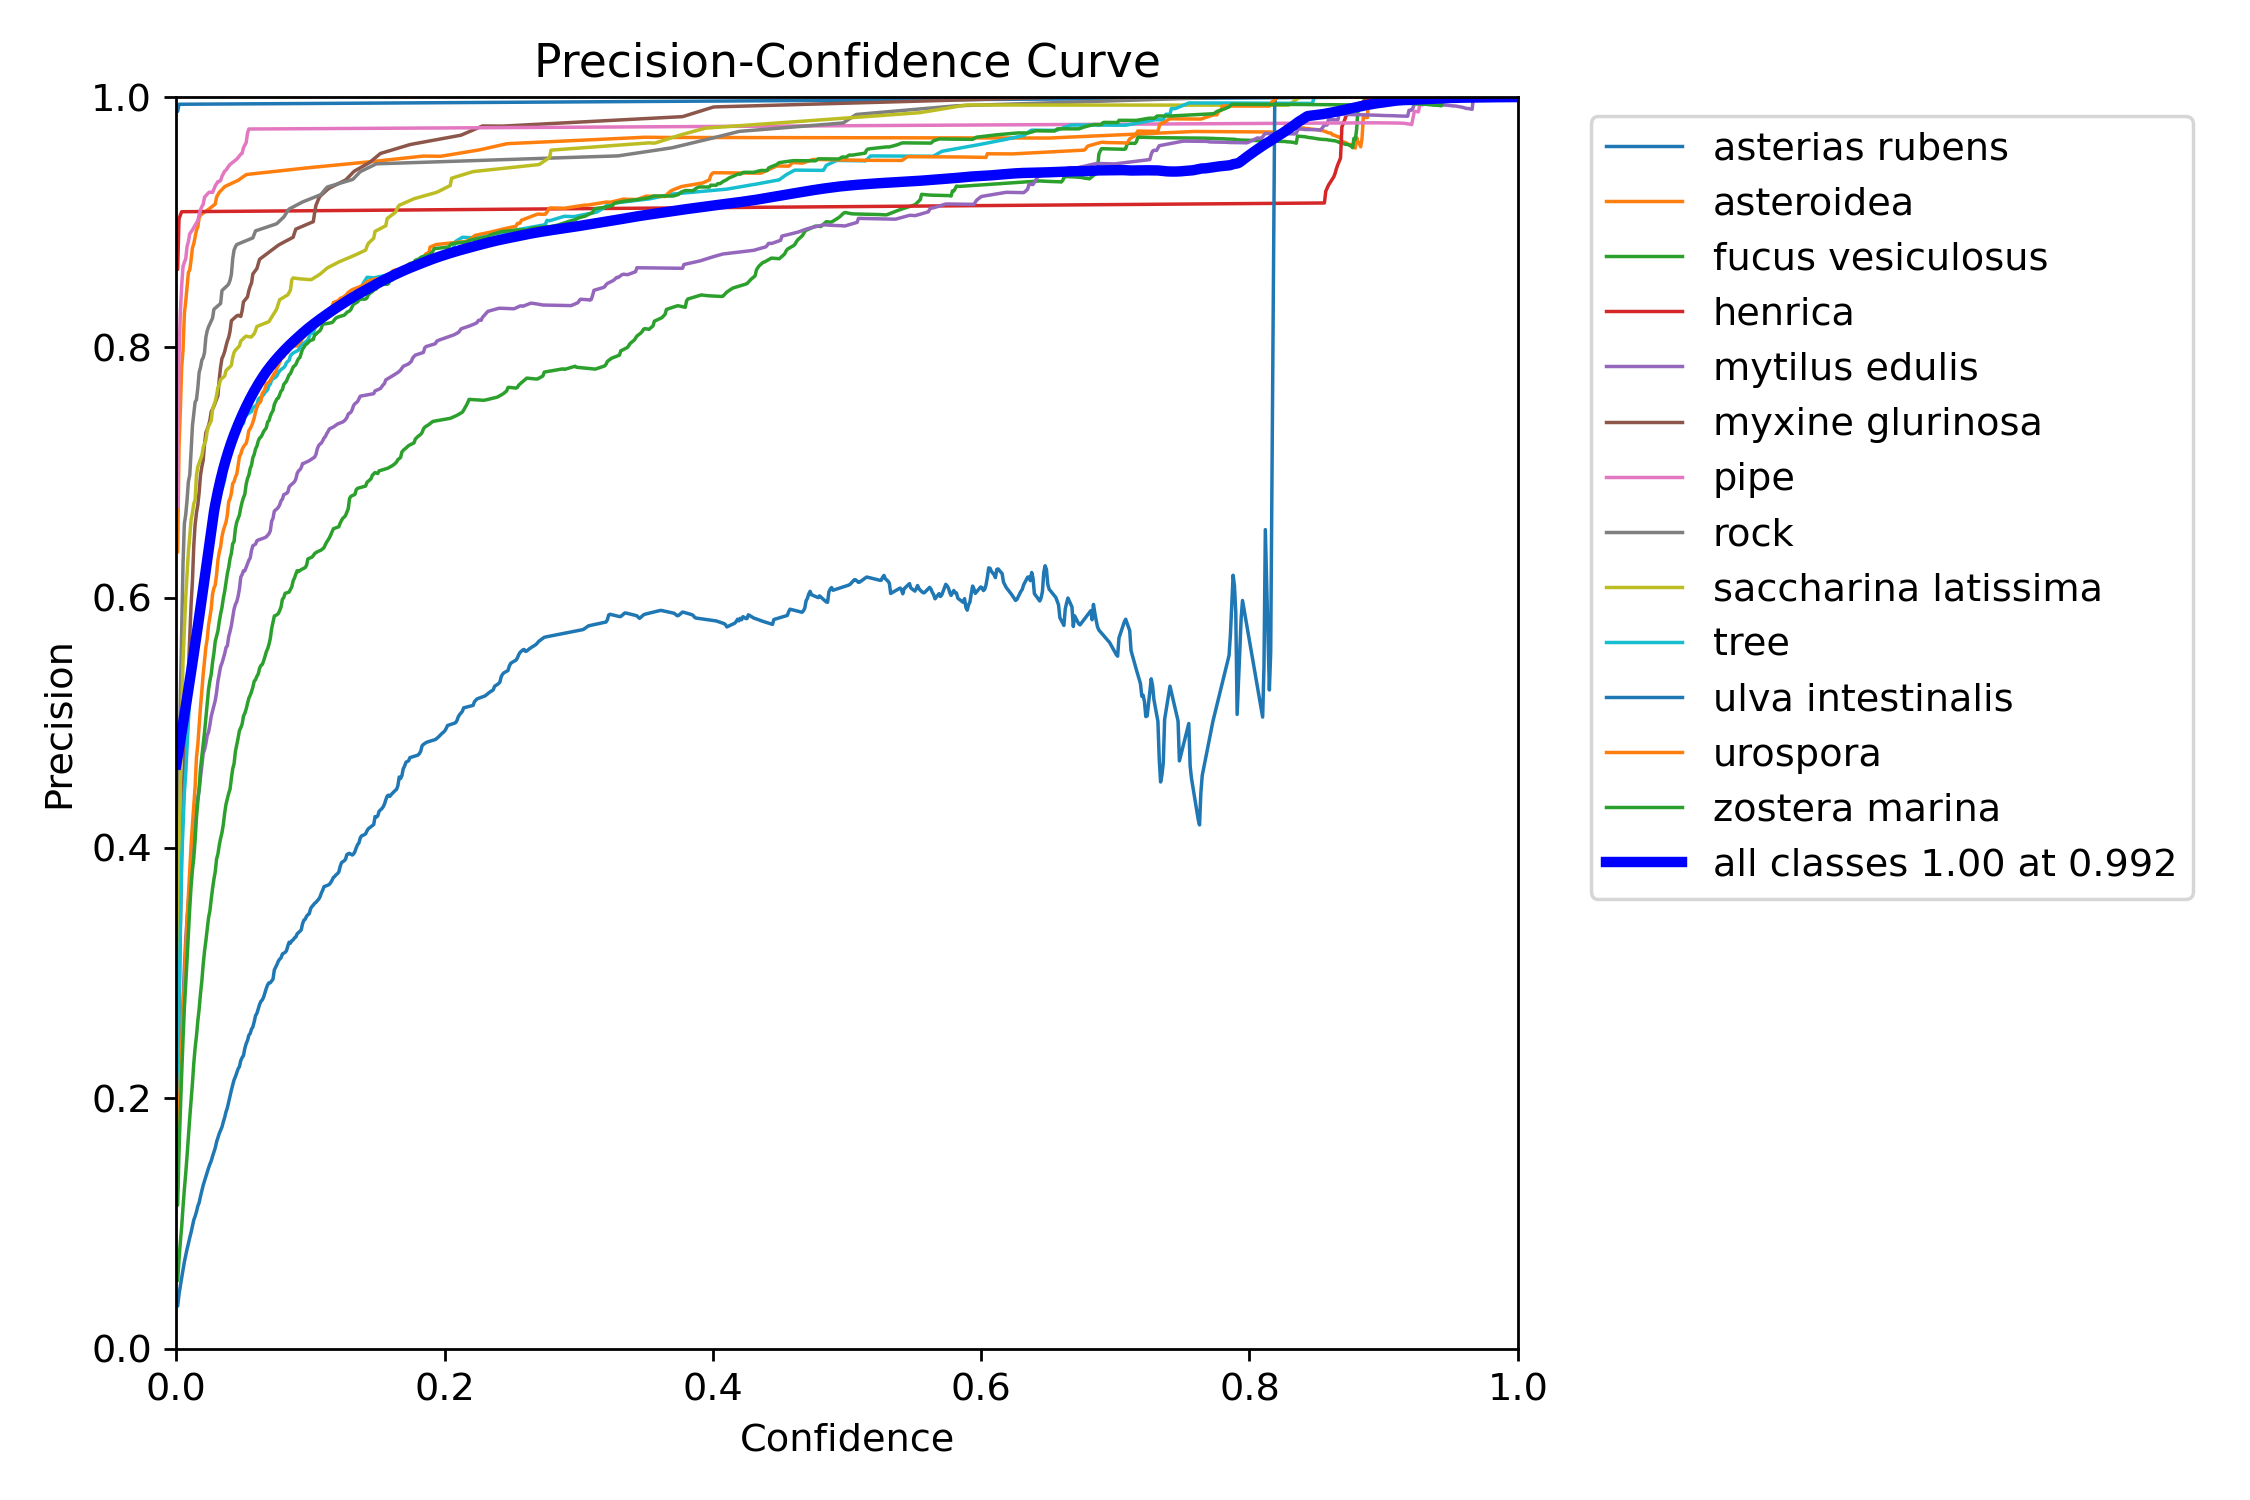 Precision-Confidence Curve
1.0
0.8
0.6
0.4
0.2
0.0
Precision
0.0 0.2 0.4 0.6 0.8 1.0
Confidence
asterias rubens
asteroidea
fucus vesiculosus
henrica
mytilus edulis
myxine glurinosa
pipe
rock
saccharina latissima
tree
ulva intestinalis
urospora
zostera marina
all classes 1.00 at 0.992